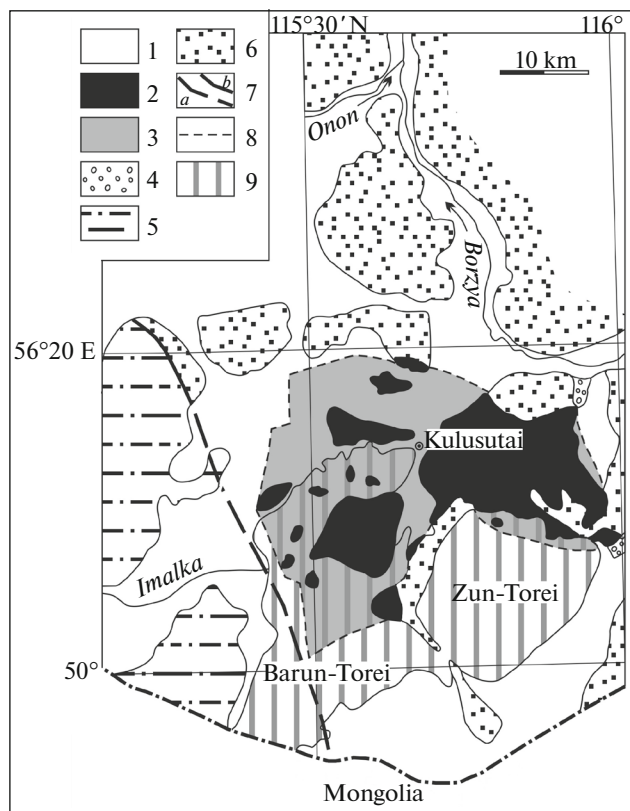 115°30′ N
116°
1
2
3
4
5
6
7
8
9
a
b
10 km
Onon
Borzya
56°20 E
Kulusutai
Imalka
Zun-Torei
50°
Barun-Torei
Mongolia